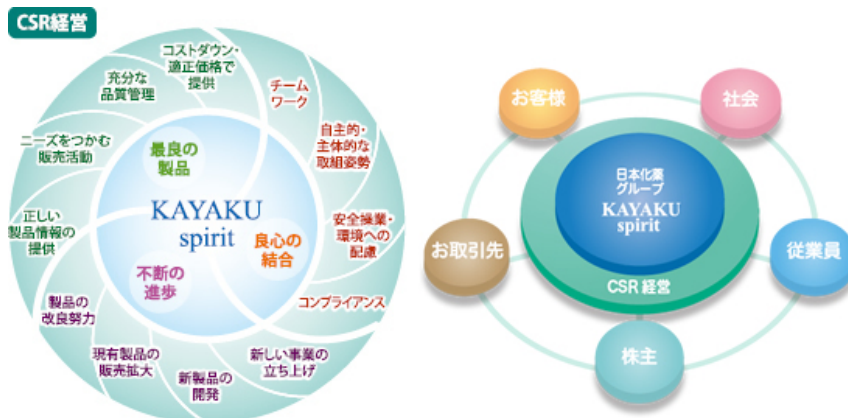 CSR経営
コストダウン・
適正価格で
提供
充分な
品質管理
ニーズをつかむ
販売活動
正しい
製品情報の
提供
チーム
ワーク
自主的・
主体的な
取組姿勢
安全操業・
環境への
配慮
コンプライアンス
製品の
改良努力
現有製品の
販売拡大
新製品の
開発
新しい事業の
立ち上げ
最良の
製品
KAYAKU
spirit
良心の
結合
不断の
進歩
お客様
社会
日本化薬
グループ
KAYAKU
spirit
お取引先
従業員
CSR 経営
株主